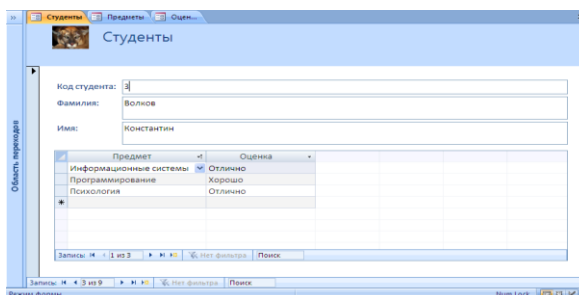 Студенты Предметы Оцен...
Студенты
Код студента: 3
Фамилия: Волков
Имя: Константин
Предмет Оценка
Информационные системы Отлично
Программирование Хорошо
Психология Отлично
Записи: 1 из 3 Нет фильтра Поиск
Записи: 3 из 9 Нет фильтра Поиск
Область переходов
Режим формы Num Lock